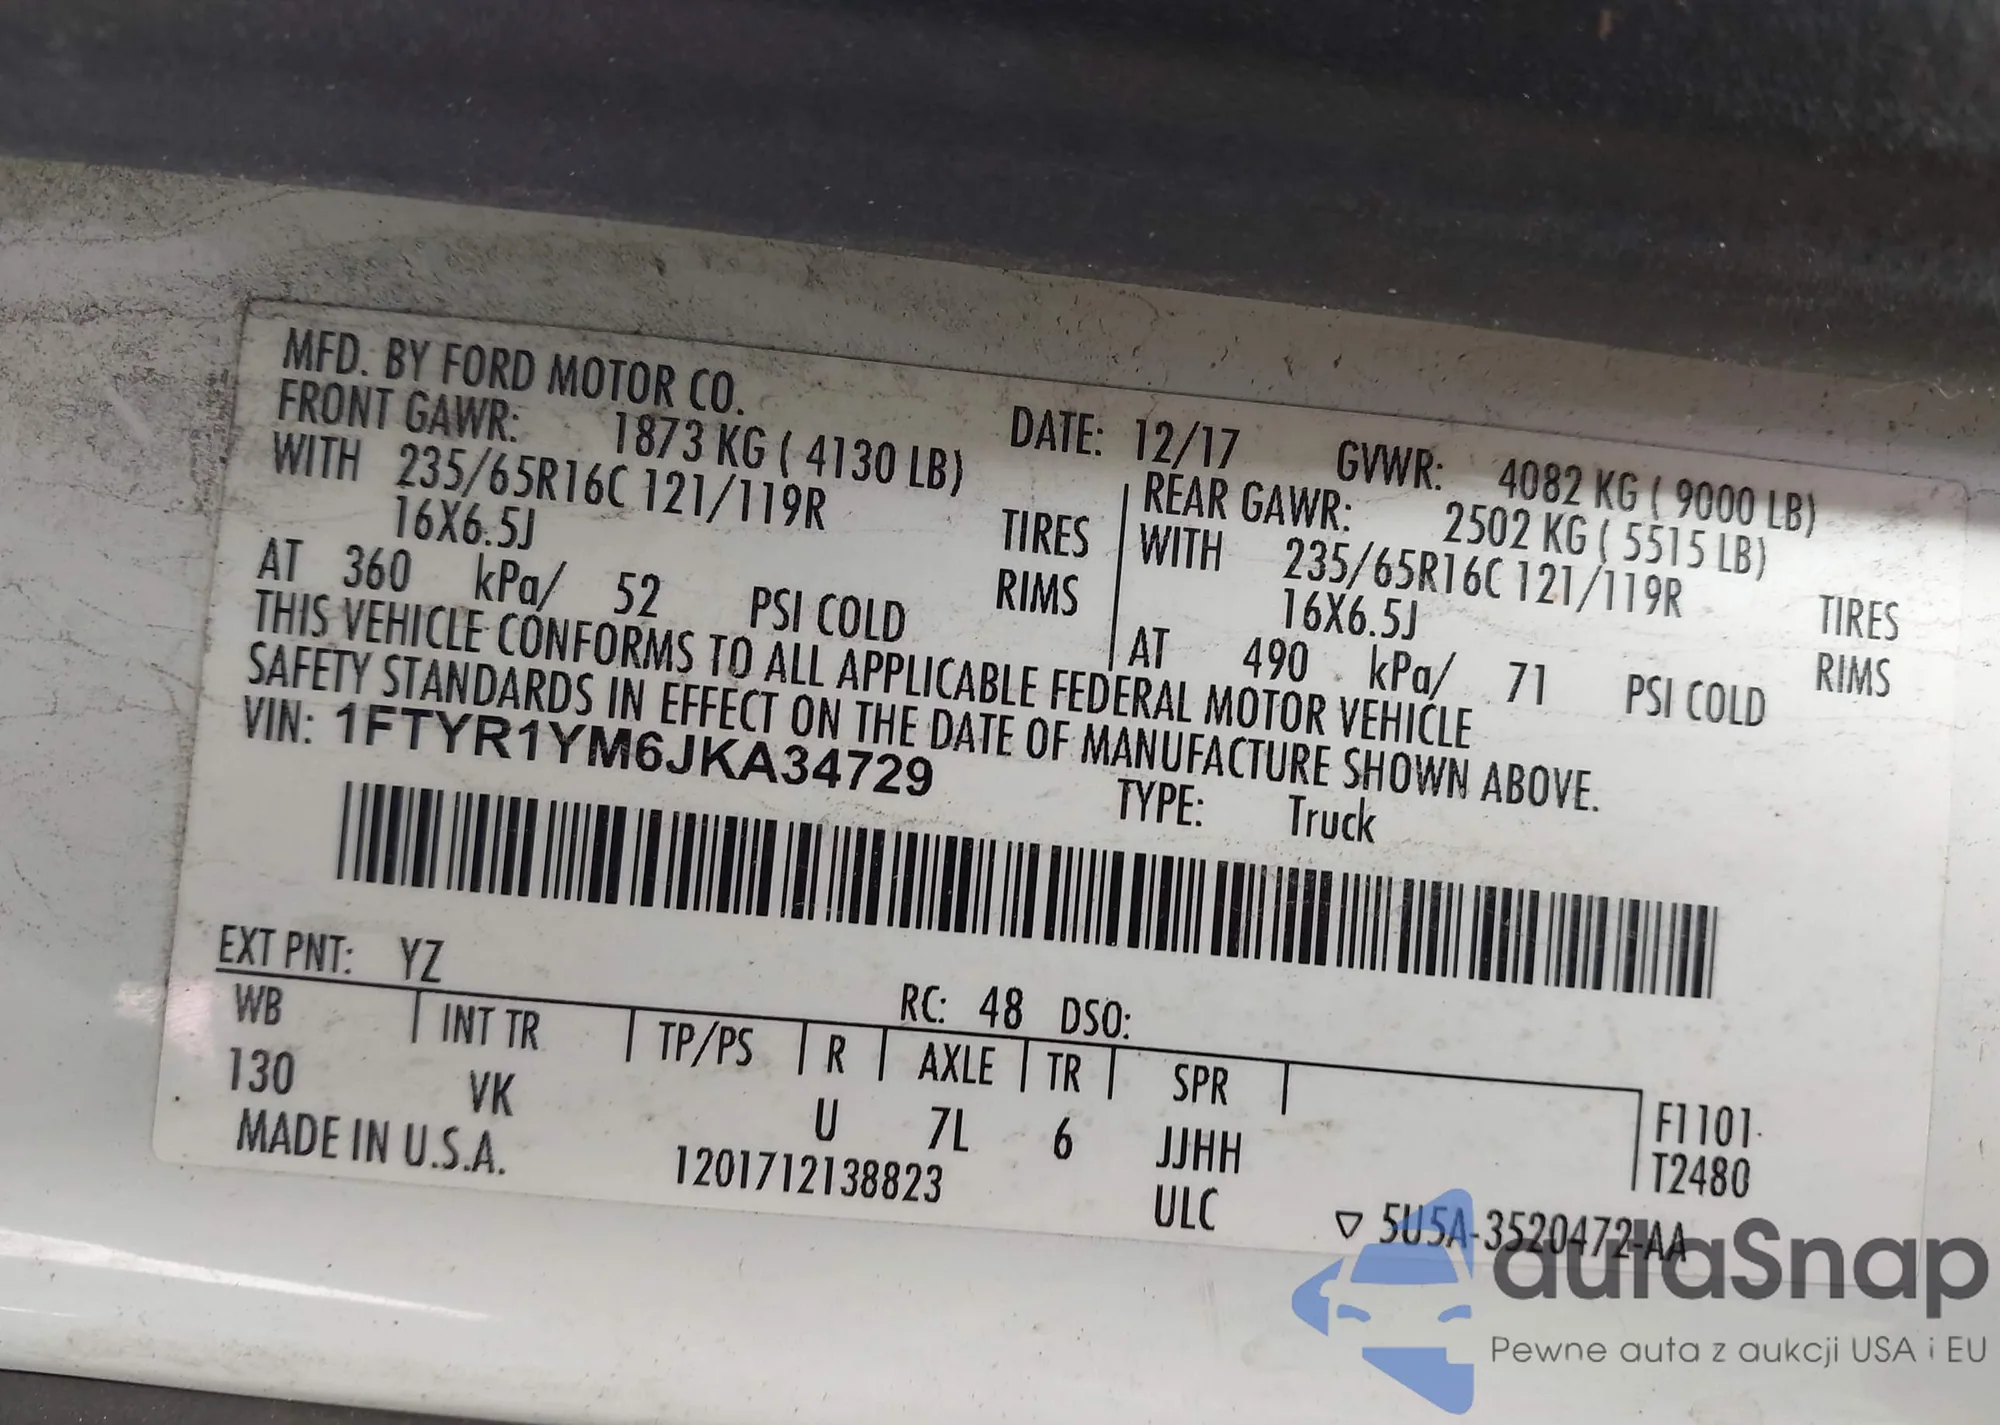 MFD. BY FORD MOTOR CO. DATE: 12/17 GVWR: 4082 KG ( 9000 LB)
FRONT GAWR: 1873 KG ( 4130 LB) REAR GAWR: 2502 KG ( 5515 LB)
WITH 235/65R16C 121/119R TIRES WITH 235/65R16C 121/119R TIRES
16X6.5J RIMS 16X6.5J RIMS
AT 360 kPa/ 52 PSI COLD AT 490 kPa/ 71 PSI COLD
THIS VEHICLE CONFORMS TO ALL APPLICABLE FEDERAL MOTOR VEHICLE
SAFETY STANDARDS IN EFFECT ON THE DATE OF MANUFACTURE SHOWN ABOVE.
VIN: 1FTYR1YM6JKA34729 TYPE: Truck
EXT PNT: YZ RC: 48 DSO:
WB INT TR TP/PS R AXLE TR SPR F1101
130 VK U 7L 6 JJHH T2480
MADE IN U.S.A. 1201712138823 ULC ▽ 5U5A-3520472-AA
autaSnap
Pewne auta z aukcji USA i EU